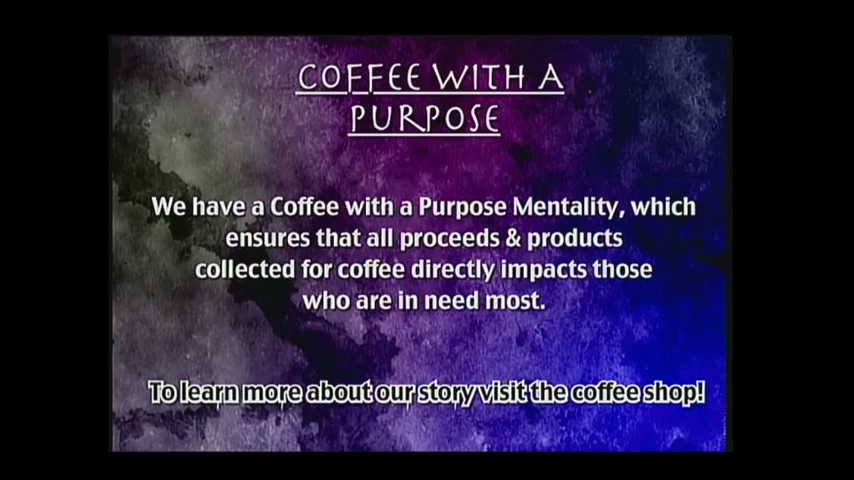 COFFEE WITH A
PURPOSE
We have a Coffee with a Purpose Mentality, which
ensures that all proceeds & products
collected for coffee directly impacts those
who are in need most.
To learn more about our story visit the coffee shop!